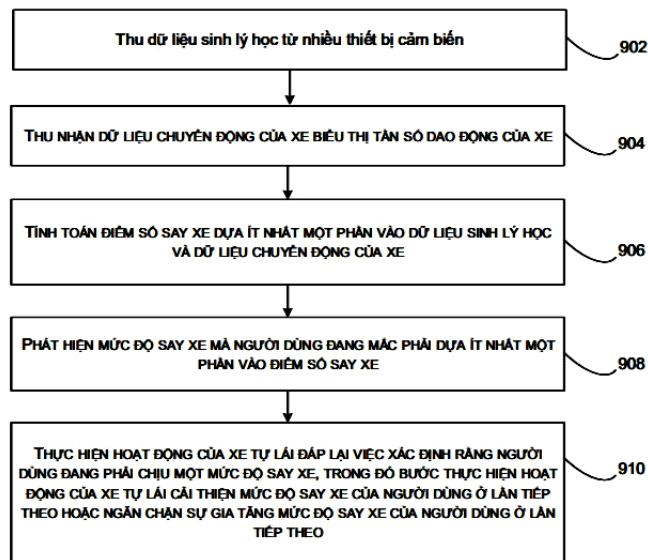 Thu dữ liệu sinh lý học từ nhiều thiết bị cảm biến
902
THU NHẬN DỮ LIỆU CHUYỂN ĐỘNG CỦA XE BIỂU THỊ TẦN SỐ DAO ĐỘNG CỦA XE
904
TÍNH TOÁN ĐIỂM SỐ SAY XE DỰA ÍT NHẤT MỘT PHẦN VÀO DỮ LIỆU SINH LÝ HỌC
VÀ DỮ LIỆU CHUYỂN ĐỘNG CỦA XE
906
PHÁT HIỆN MỨC ĐỘ SAY XE MÀ NGƯỜI DÙNG ĐANG MẮC PHẢI DỰA ÍT NHẤT MỘT
PHẦN VÀO ĐIỂM SỐ SAY XE
908
THỰC HIỆN HOẠT ĐỘNG CỦA XE TỰ LÁI ĐÁP LẠI VIỆC XÁC ĐỊNH RẰNG NGƯỜI
DÙNG ĐANG PHẢI CHỊU MỘT MỨC ĐỘ SAY XE, TRONG ĐÓ BƯỚC THỰC HIỆN HOẠT
ĐỘNG CỦA XE TỰ LÁI CẢI THIỆN MỨC ĐỘ SAY XE CỦA NGƯỜI DÙNG Ở LẦN TIẾP
THEO HOẶC NGĂN CHẶN SỰ GIA TĂNG MỨC ĐỘ SAY XE CỦA NGƯỜI DÙNG Ở LẦN
TIẾP THEO
910